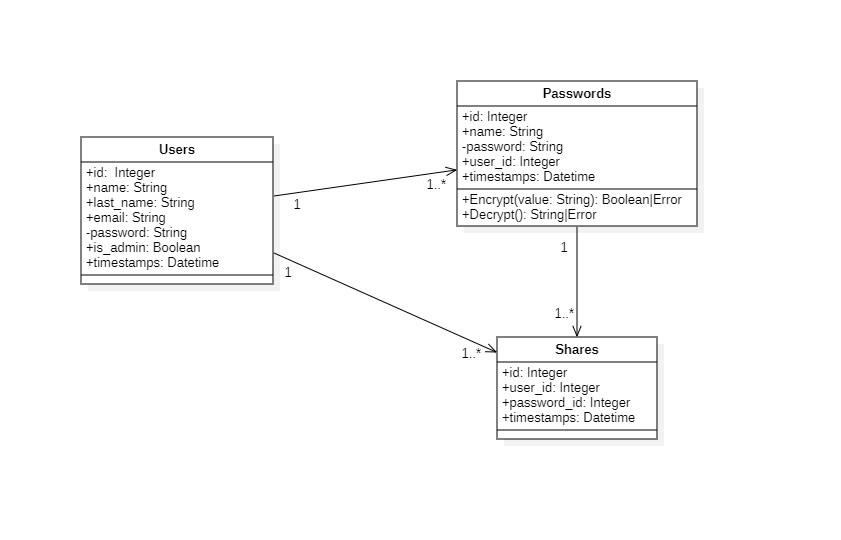 Users
+id:  Integer
+name: String
+last_name: String
+email: String
-password: String
+is_admin: Boolean
+timestamps: Datetime
Passwords
+id: Integer
+name: String
-password: String
+user_id: Integer
+timestamps: Datetime
+Encrypt(value: String): Boolean|Error
+Decrypt(): String|Error
1
1..*
1
1..*
1
1..*
Shares
+id: Integer
+user_id: Integer
+password_id: Integer
+timestamps: Datetime